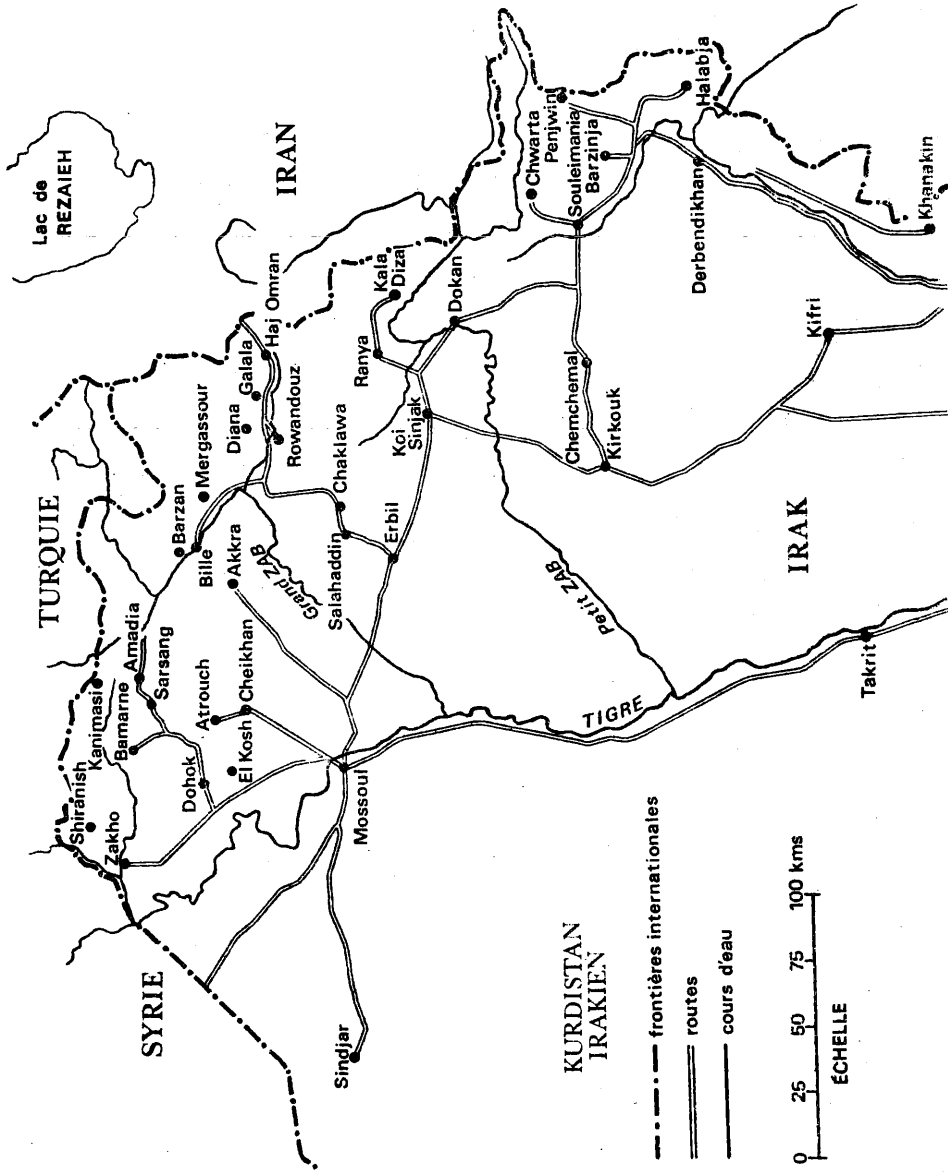 Lac de
REZAIEH
TURQUIE
IRAN
SYRIE
IRAK
Shiranish
Zakho
Kanimasi
Bamarne
Amadia
Sarsang
Dohok
Atrouch
El Kosh
Cheikhan
Barzan
Bille
Mergassour
Akkra
Diana
Galala
Haj Omran
Rowandouz
Grand ZAB
Chaklawa
Salahaddin
Erbil
Mossoul
Sindjar
Ranya
Kala
Dizaj
Koi
Sinjak
Dokan
Chwarta
Penjwint
Souleimania
Barzinja
Halabja
Chemchemal
Kirkouk
Petit ZAB
TIGRE
Derbendikhan
Khanakin
Kifri
Takrit
KURDISTAN
IRAKIEN
frontières internationales
routes
cours d'eau
0 25 50 75 100 kms
ÉCHELLE